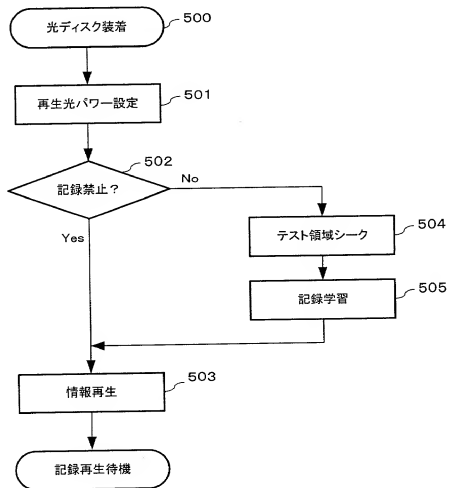 光ディスク装着
500
再生光パワー設定
501
502
記録禁止？
No
Yes
テスト領域シーク
504
記録学習
505
情報再生
503
記録再生待機